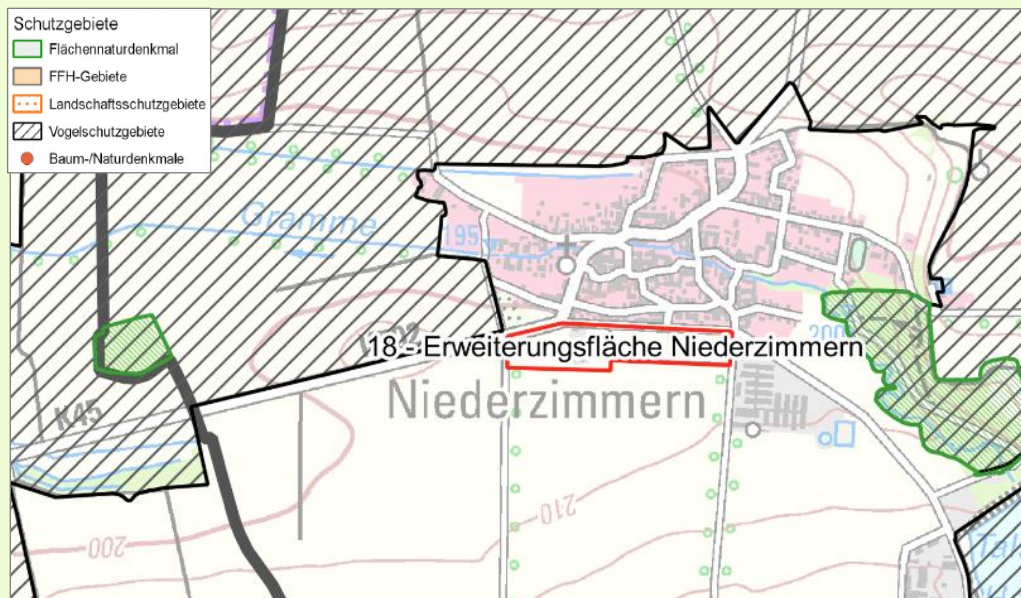 Schutzgebiete
Flächennaturdenkmal
FFH-Gebiete
Landschaftsschutzgebiete
Vogelschutzgebiete
Baum-/Naturdenkmale
Gramme
195
200
18 - Erweiterungsfläche Niederzimmern
Niederzimmern
K45
210
200